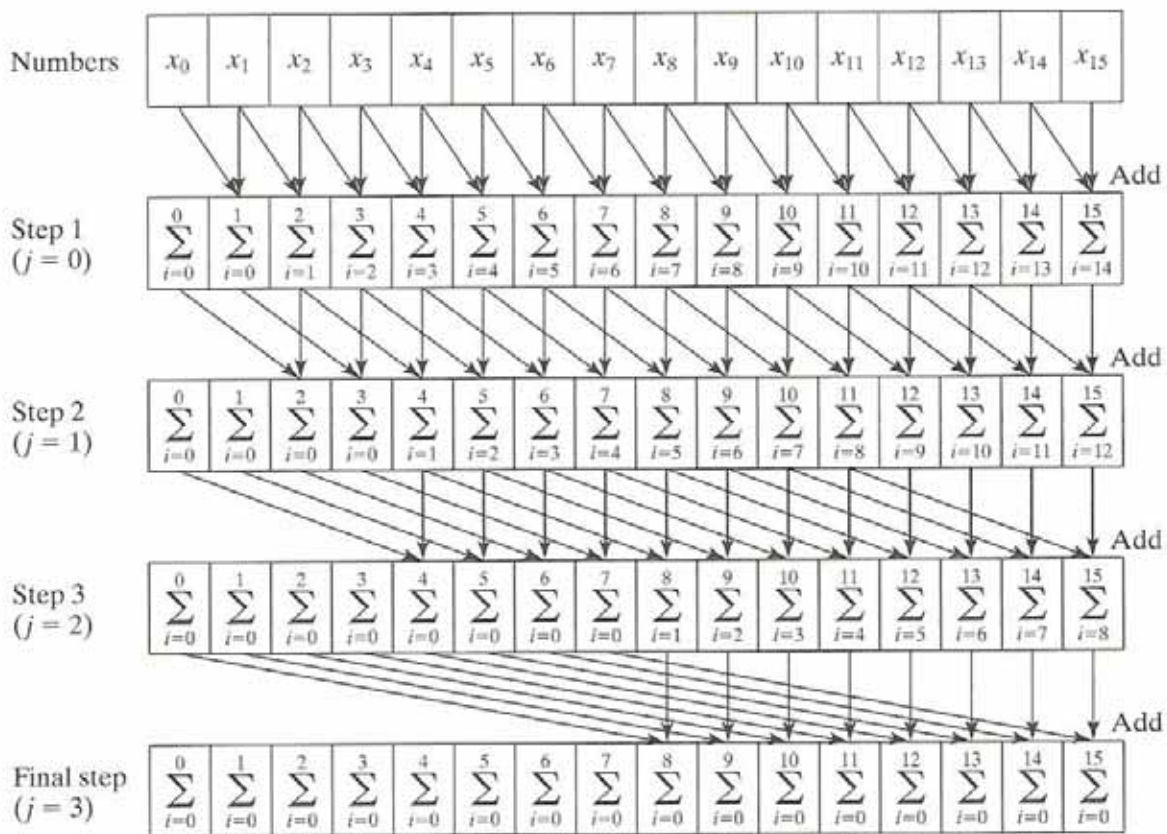 Numbers x₀ x₁ x₂ x₃ x₄ x₅ x₆ x₇ x₈ x₉ x₁₀ x₁₁ x₁₂ x₁₃ x₁₄ x₁₅
Add
0 1 2 3 4 5 6 7 8 9 10 11 12 13 14 15
Step 1 ∑ ∑ ∑ ∑ ∑ ∑ ∑ ∑ ∑ ∑ ∑ ∑ ∑ ∑ ∑ ∑
(j = 0) i=0 i=0 i=1 i=2 i=3 i=4 i=5 i=6 i=7 i=8 i=9 i=10 i=11 i=12 i=13 i=14
Add
0 1 2 3 4 5 6 7 8 9 10 11 12 13 14 15
Step 2 ∑ ∑ ∑ ∑ ∑ ∑ ∑ ∑ ∑ ∑ ∑ ∑ ∑ ∑ ∑ ∑
(j = 1) i=0 i=0 i=0 i=0 i=1 i=2 i=3 i=4 i=5 i=6 i=7 i=8 i=9 i=10 i=11 i=12
Add
0 1 2 3 4 5 6 7 8 9 10 11 12 13 14 15
Step 3 ∑ ∑ ∑ ∑ ∑ ∑ ∑ ∑ ∑ ∑ ∑ ∑ ∑ ∑ ∑ ∑
(j = 2) i=0 i=0 i=0 i=0 i=0 i=0 i=0 i=0 i=1 i=2 i=3 i=4 i=5 i=6 i=7 i=8
Add
0 1 2 3 4 5 6 7 8 9 10 11 12 13 14 15
Final step ∑ ∑ ∑ ∑ ∑ ∑ ∑ ∑ ∑ ∑ ∑ ∑ ∑ ∑ ∑ ∑
(j = 3) i=0 i=0 i=0 i=0 i=0 i=0 i=0 i=0 i=0 i=0 i=0 i=0 i=0 i=0 i=0 i=0